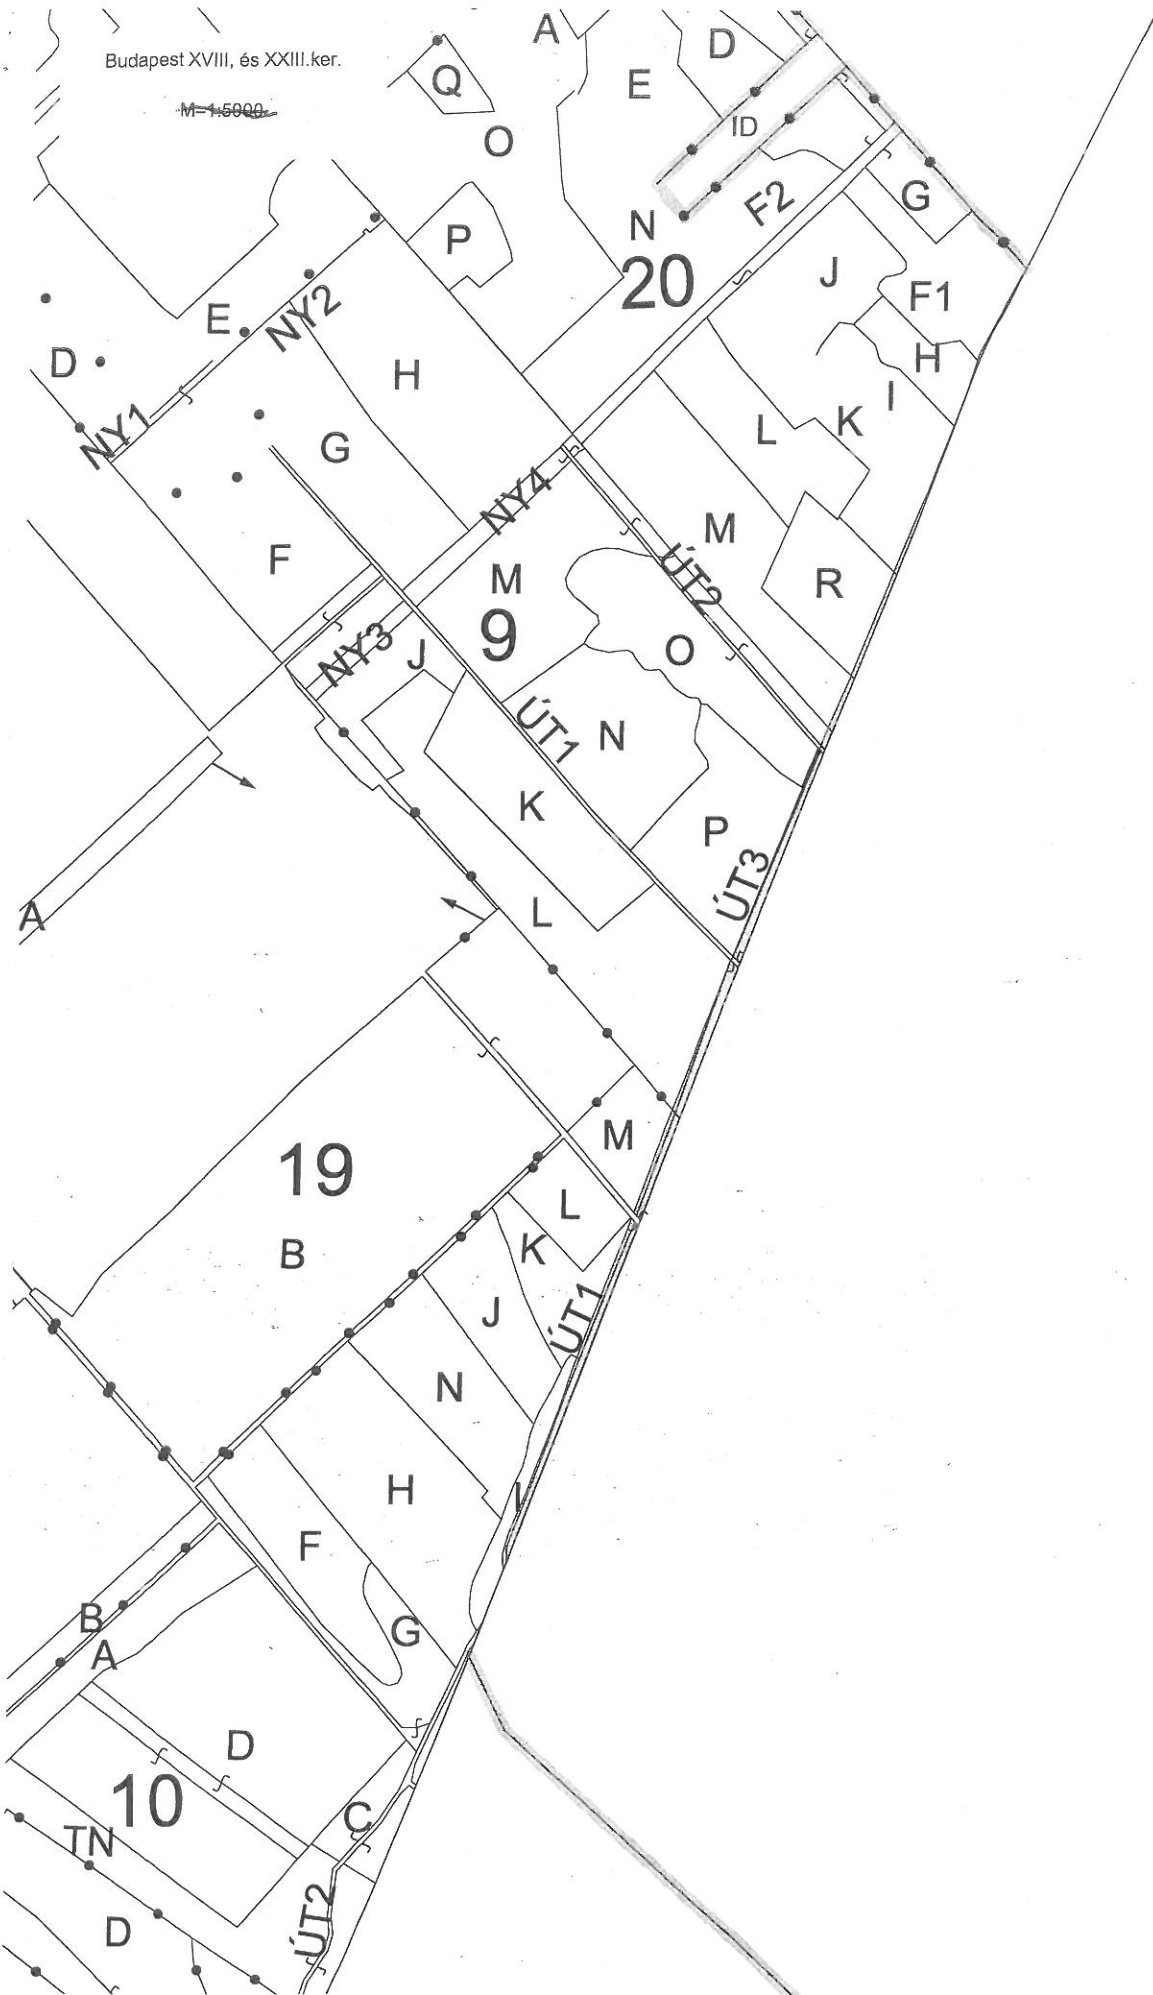 Budapest XVIII, és XXIII.ker.
M=1:5000
A
D
Q
E
O
ID
G
F2
P
N
20
J
F1
E
NY2
D
H
H
I
K
L
NY1
G
NY4
M
R
F
M
ÚT2
9
O
NY3
J
N
ÚT1
K
P
ÚT3
A
L
M
19
L
B
K
J
ÚT1
N
H
I
F
B
G
A
D
10
C
TN
ÚT2
D